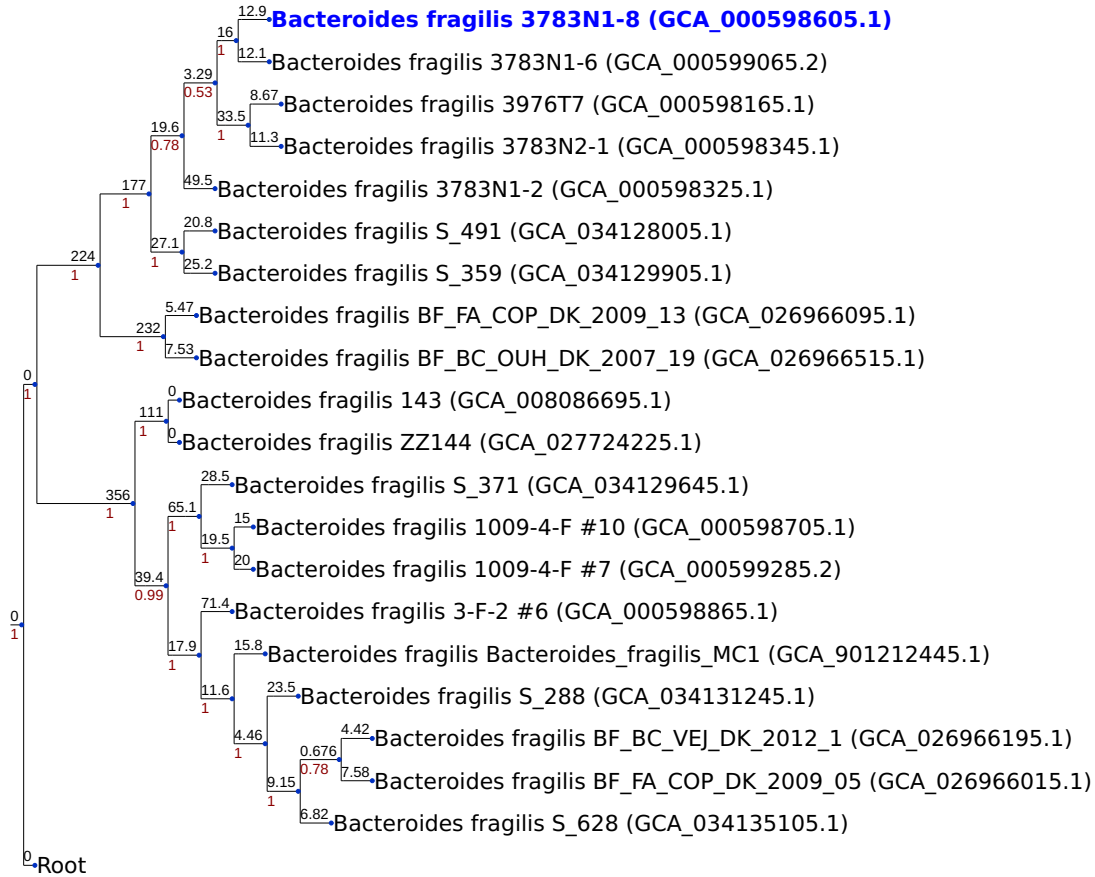 12.9
Bacteroides fragilis 3783N1-8 (GCA_000598605.1)
16
1
12.1
Bacteroides fragilis 3783N1-6 (GCA_000599065.2)
3.29
0.53
8.67
Bacteroides fragilis 3976T7 (GCA_000598165.1)
33.5
1
11.3
Bacteroides fragilis 3783N2-1 (GCA_000598345.1)
19.6
0.78
49.5
Bacteroides fragilis 3783N1-2 (GCA_000598325.1)
177
1
20.8
Bacteroides fragilis S_491 (GCA_034128005.1)
27.1
1
25.2
Bacteroides fragilis S_359 (GCA_034129905.1)
224
1
5.47
Bacteroides fragilis BF_FA_COP_DK_2009_13 (GCA_026966095.1)
232
1
7.53
Bacteroides fragilis BF_BC_OUH_DK_2007_19 (GCA_026966515.1)
0
1
0
Bacteroides fragilis 143 (GCA_008086695.1)
111
1
0
Bacteroides fragilis ZZ144 (GCA_027724225.1)
356
1
28.5
Bacteroides fragilis S_371 (GCA_034129645.1)
65.1
1
15
Bacteroides fragilis 1009-4-F #10 (GCA_000598705.1)
19.5
1
20
Bacteroides fragilis 1009-4-F #7 (GCA_000599285.2)
39.4
0.99
71.4
Bacteroides fragilis 3-F-2 #6 (GCA_000598865.1)
17.9
1
15.8
Bacteroides fragilis Bacteroides_fragilis_MC1 (GCA_901212445.1)
11.6
1
23.5
Bacteroides fragilis S_288 (GCA_034131245.1)
4.46
1
4.42
Bacteroides fragilis BF_BC_VEJ_DK_2012_1 (GCA_026966195.1)
0.676
0.78
7.58
Bacteroides fragilis BF_FA_COP_DK_2009_05 (GCA_026966015.1)
9.15
1
6.82
Bacteroides fragilis S_628 (GCA_034135105.1)
0
1
0
Root